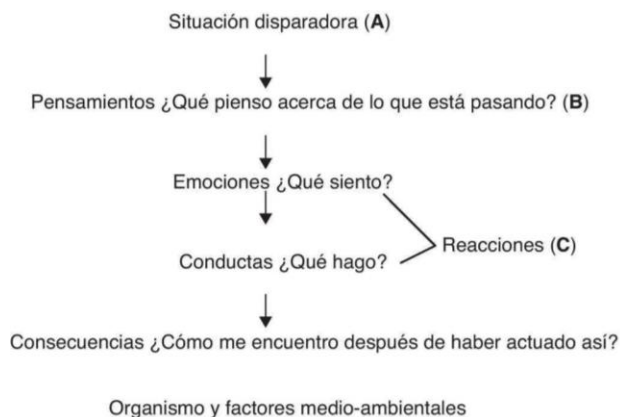 Situación disparadora (A)
Pensamientos ¿Qué pienso acerca de lo que está pasando? (B)
Emociones ¿Qué siento?
Reacciones (C)
Conductas ¿Qué hago?
Consecuencias ¿Cómo me encuentro después de haber actuado así?
Organismo y factores medio-ambientales